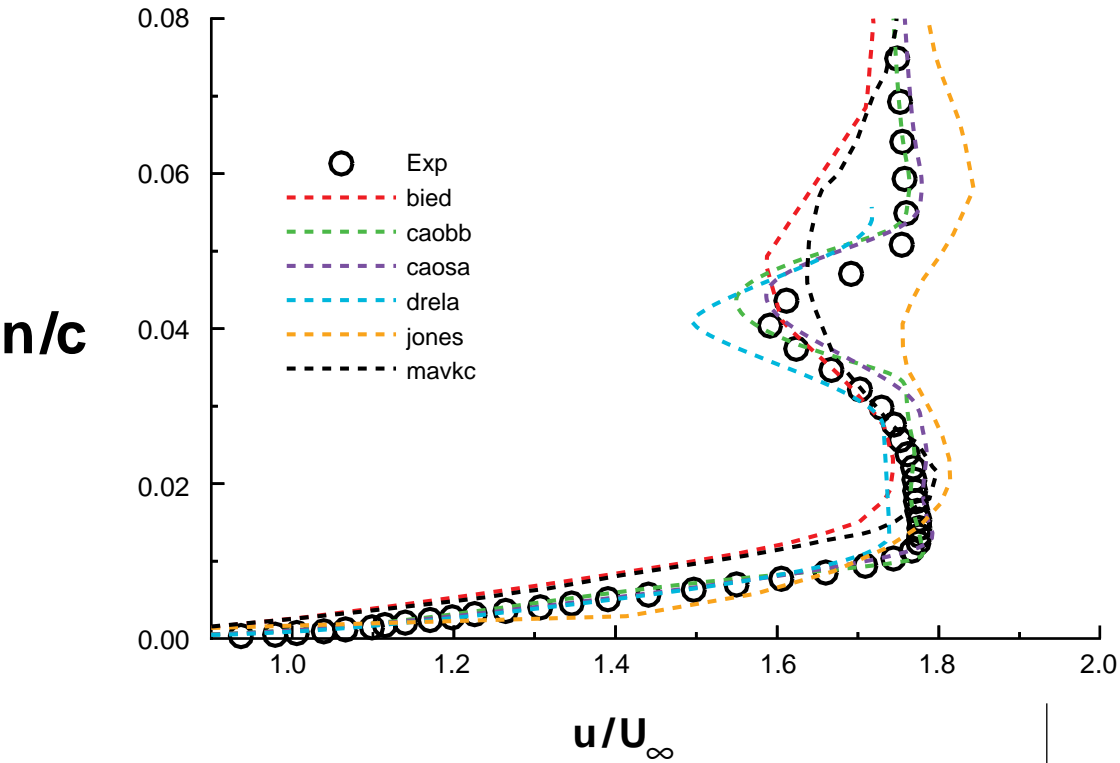 0.08
0.06
0.04
0.02
0.00
n/c
Exp
bied
caobb
caosa
drela
jones
mavkc
1.0 1.2 1.4 1.6 1.8 2.0
u/U∞